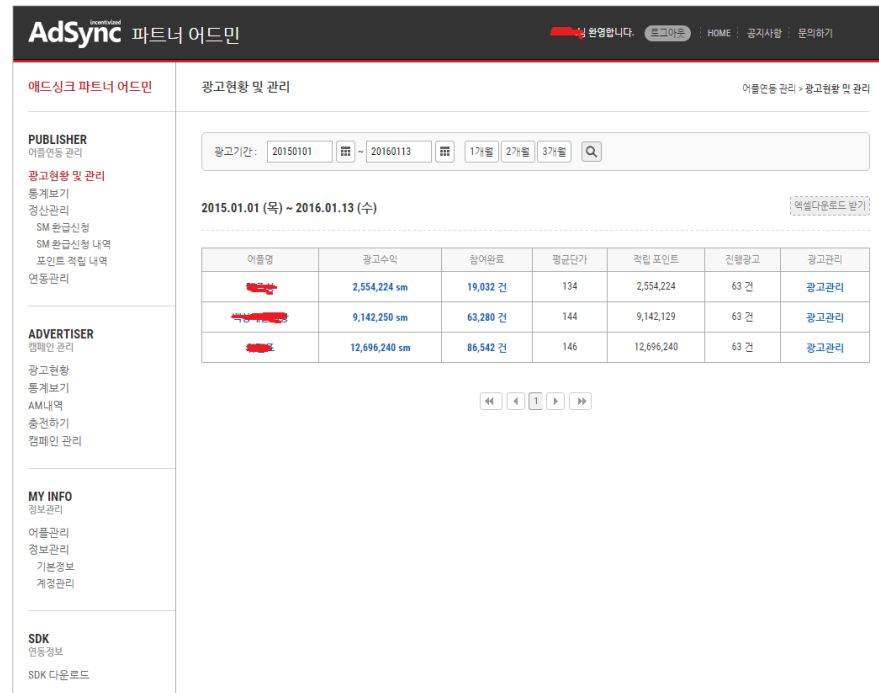 incentivized
AdSync 파트너 어드민
환영합니다. 로그아웃 HOME 공지사항 문의하기
애드싱크 파트너 어드민
광고현황 및 관리
어플연동 관리 > 광고현황 및 관리
PUBLISHER
어플연동 관리
광고현황 및 관리
통계보기
정산관리
SM 환급신청
SM 환급신청 내역
포인트 적립 내역
연동관리
ADVERTISER
캠페인 관리
광고현황
통계보기
AM내역
충전하기
캠페인 관리
MY INFO
정보관리
어플관리
정보관리
기본정보
계정관리
SDK
연동정보
SDK 다운로드
광고기간 : 20150101 ~ 20160113 1개월 2개월 3개월
2015.01.01 (목) ~ 2016.01.13 (수)
엑셀다운로드 받기
어플명 광고수익 참여완료 평균단가 적립 포인트 진행광고 광고관리
2,554,224 sm 19,032 건 134 2,554,224 63 건 광고관리
9,142,250 sm 63,280 건 144 9,142,129 63 건 광고관리
12,696,240 sm 86,542 건 146 12,696,240 63 건 광고관리
1